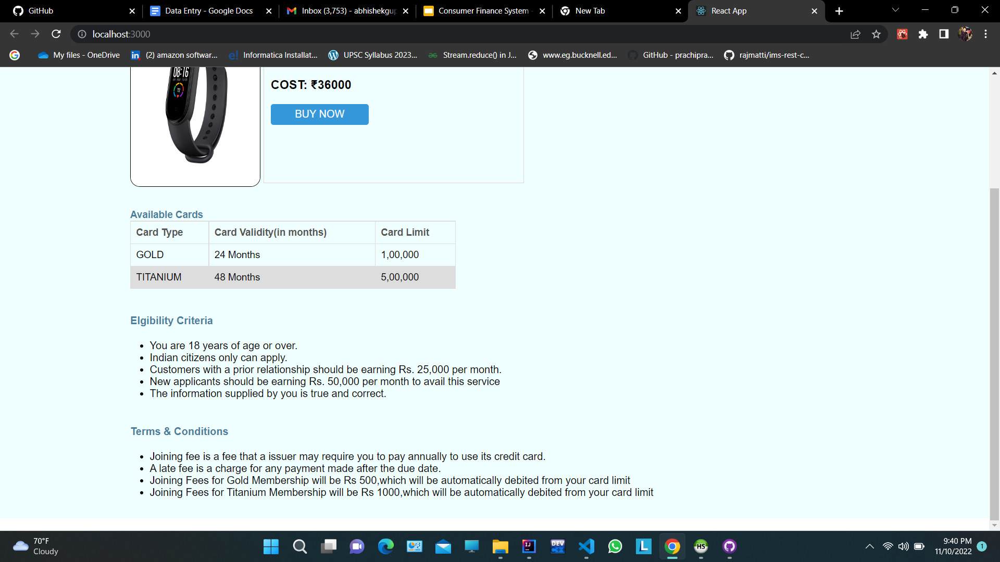 GitHub
Data Entry - Google Docs
Inbox (3,753) - abhishekgup
Consumer Finance System -
New Tab
React App
localhost:3000
My files - OneDrive
(2) amazon softwar...
Informatica Installat...
UPSC Syllabus 2023...
Stream.reduce() in J...
www.eg.bucknell.ed...
GitHub - prachipra...
rajmatti/ims-rest-c...
08:16
72
COST: ₹36000
BUY NOW
Available Cards
Card Type Card Validity(in months) Card Limit
GOLD 24 Months 1,00,000
TITANIUM 48 Months 5,00,000
Elgibility Criteria
You are 18 years of age or over.
Indian citizens only can apply.
Customers with a prior relationship should be earning Rs. 25,000 per month.
New applicants should be earning Rs. 50,000 per month to avail this service
The information supplied by you is true and correct.
Terms & Conditions
Joining fee is a fee that a issuer may require you to pay annually to use its credit card.
A late fee is a charge for any payment made after the due date.
Joining Fees for Gold Membership will be Rs 500,which will be automatically debited from your card limit
Joining Fees for Titanium Membership will be Rs 1000,which will be automatically debited from your card limit
70°F
Cloudy
IJ
DEV
L
HS
9:40 PM
11/10/2022
1